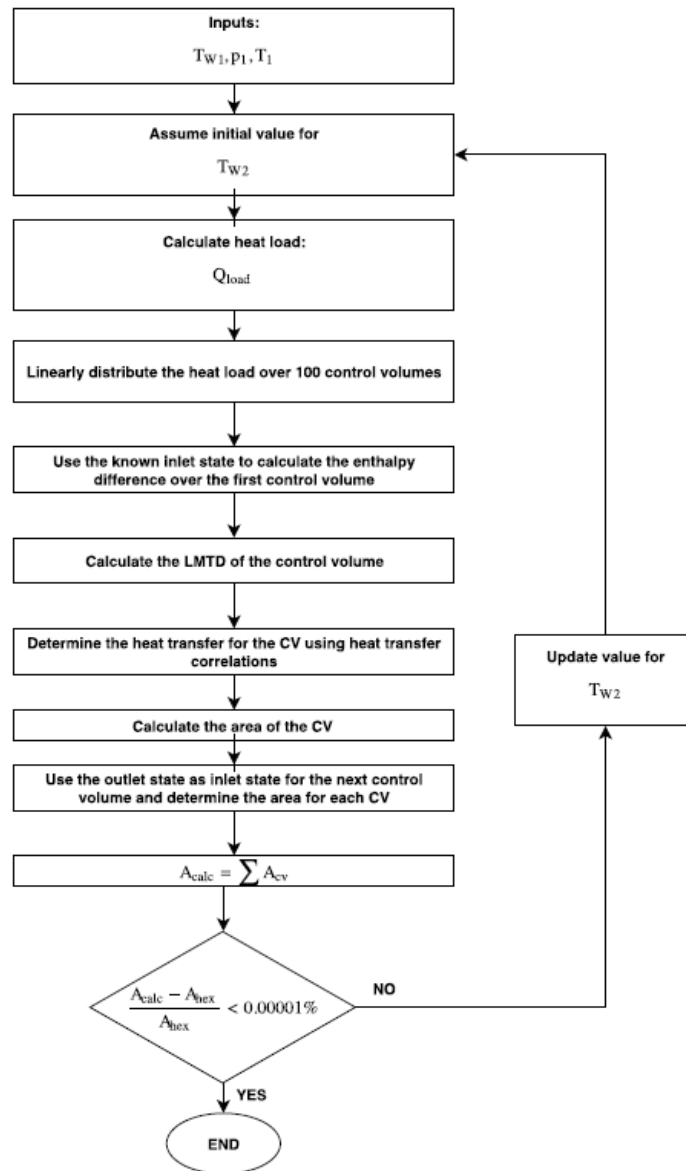 Inputs:
T_W1, p_1, T_1
Assume initial value for
T_W2
Calculate heat load:
Q_load
Linearly distribute the heat load over 100 control volumes
Use the known inlet state to calculate the enthalpy
difference over the first control volume
Calculate the LMTD of the control volume
Determine the heat transfer for the CV using heat transfer
correlations
Update value for
T_W2
Calculate the area of the CV
Use the outlet state as inlet state for the next control
volume and determine the area for each CV
A_calc = ∑ A_cv
(A_calc − A_hex) / A_hex < 0.00001%
NO
YES
END